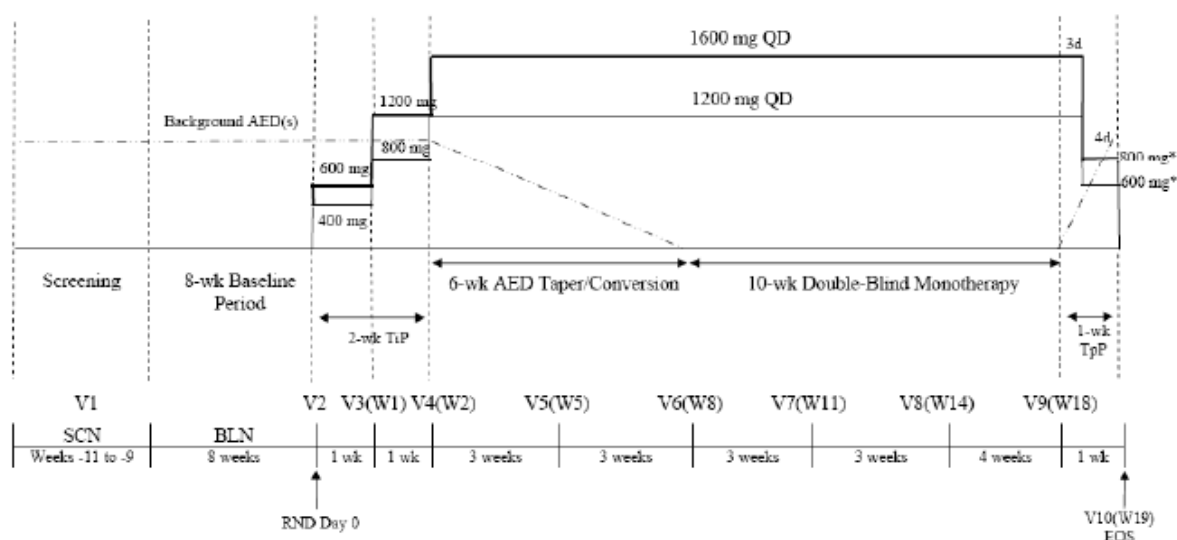 1600 mg QD
3d
1200 mg
1200 mg QD
Background AED(s)
800 mg
4d
800 mg*
600 mg
600 mg*
400 mg
Screening
8-wk Baseline
Period
6-wk AED Taper/Conversion
10-wk Double-Blind Monotherapy
2-wk TiP
1-wk
TpP
V1 V2 V3(W1) V4(W2) V5(W5) V6(W8) V7(W11) V8(W14) V9(W18)
SCN BLN
Weeks -11 to -9 8 weeks 1 wk 1 wk 3 weeks 3 weeks 3 weeks 3 weeks 4 weeks 1 wk
RND Day 0
V10(W19)
EOS